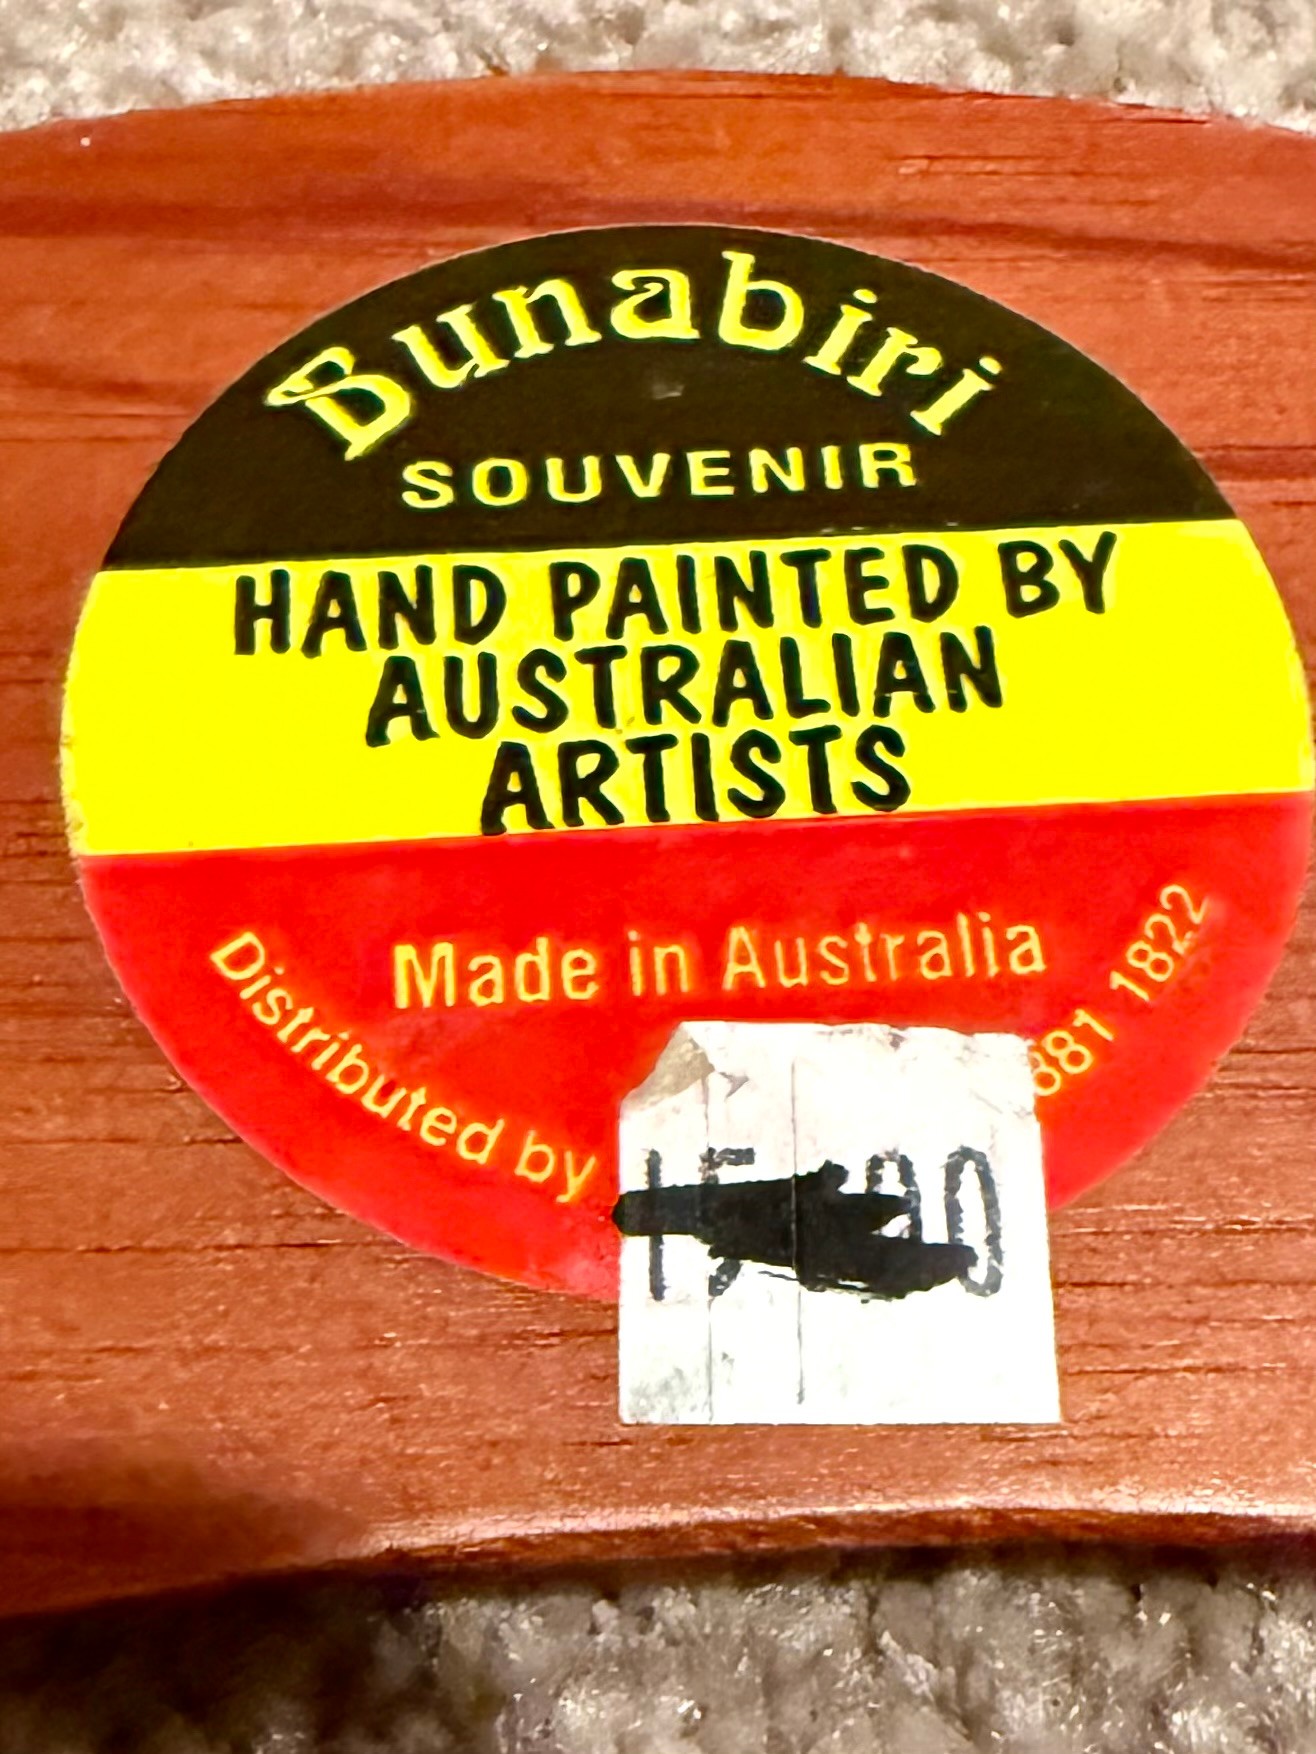 Bunabiri
SOUVENIR
HAND PAINTED BY
AUSTRALIAN
ARTISTS
Made in Australia
Distributed by
881 1822